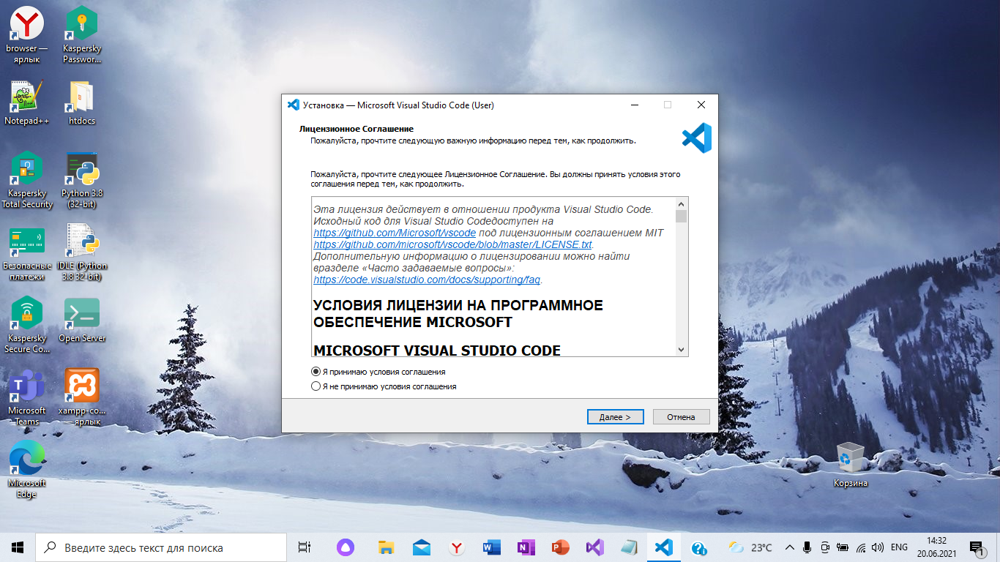 browser —
ярлык
Kaspersky
Passwor...
Notepad++
htdocs
Kaspersky
Total Security
Python 3.8
(32-bit)
Безопасные
платежи
IDLE (Python
3.8 32-bit)
Kaspersky
Secure Co...
Open Server
Microsoft
Teams
xampp-co...
— ярлык
Microsoft
Edge
Установка — Microsoft Visual Studio Code (User)
Лицензионное Соглашение
Пожалуйста, прочтите следующую важную информацию перед тем, как продолжить.
Пожалуйста, прочтите следующее Лицензионное Соглашение. Вы должны принять условия этого
соглашения перед тем, как продолжить.
Эта лицензия действует в отношении продукта Visual Studio Code.
Исходный код для Visual Studio Codeдоступен на
https://github.com/Microsoft/vscode под лицензионным соглашением MIT
https://github.com/microsoft/vscode/blob/master/LICENSE.txt.
Дополнительную информацию о лицензировании можно найти
вразделе «Часто задаваемые вопросы»:
https://code.visualstudio.com/docs/supporting/faq.
УСЛОВИЯ ЛИЦЕНЗИИ НА ПРОГРАММНОЕ
ОБЕСПЕЧЕНИЕ MICROSOFT
MICROSOFT VISUAL STUDIO CODE
Я принимаю условия соглашения
Я не принимаю условия соглашения
Далее >
Отмена
Корзина
Введите здесь текст для поиска
23°C
ENG
14:32
20.06.2021
1